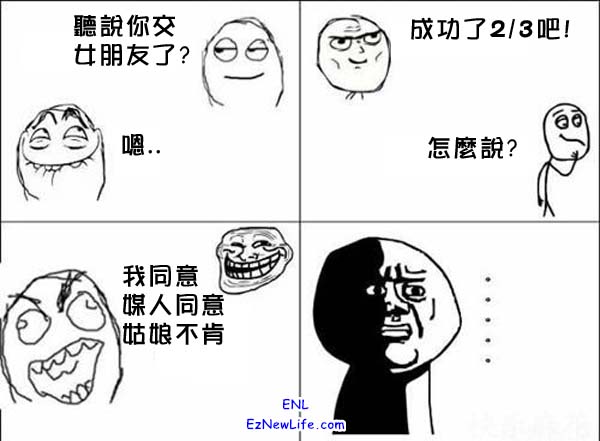 聽說你交
女朋友了?
嗯..
成功了2/3吧!
怎麼說?
我同意
媒人同意
姑娘不肯
......
ENL
EzNewLife.com